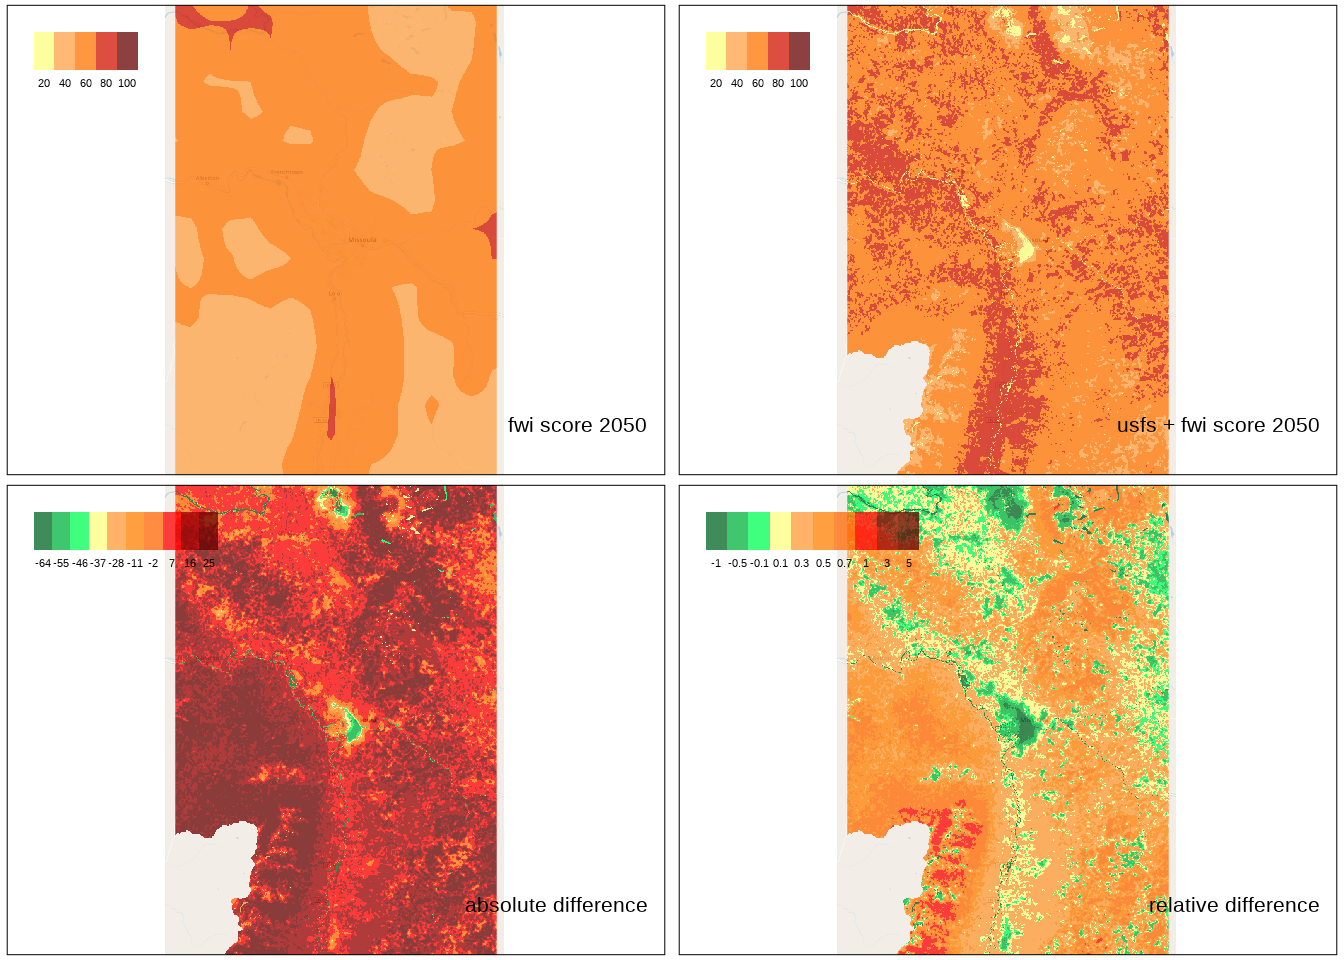 20 40 60 80 100
Missoula
fwi score 2050
20 40 60 80 100
usfs + fwi score 2050
-64 -55 -46 -37 -28 -11 -2 7 16 25
absolute difference
-1 -0.5 -0.1 0.1 0.3 0.5 0.7 1 3 5
relative difference